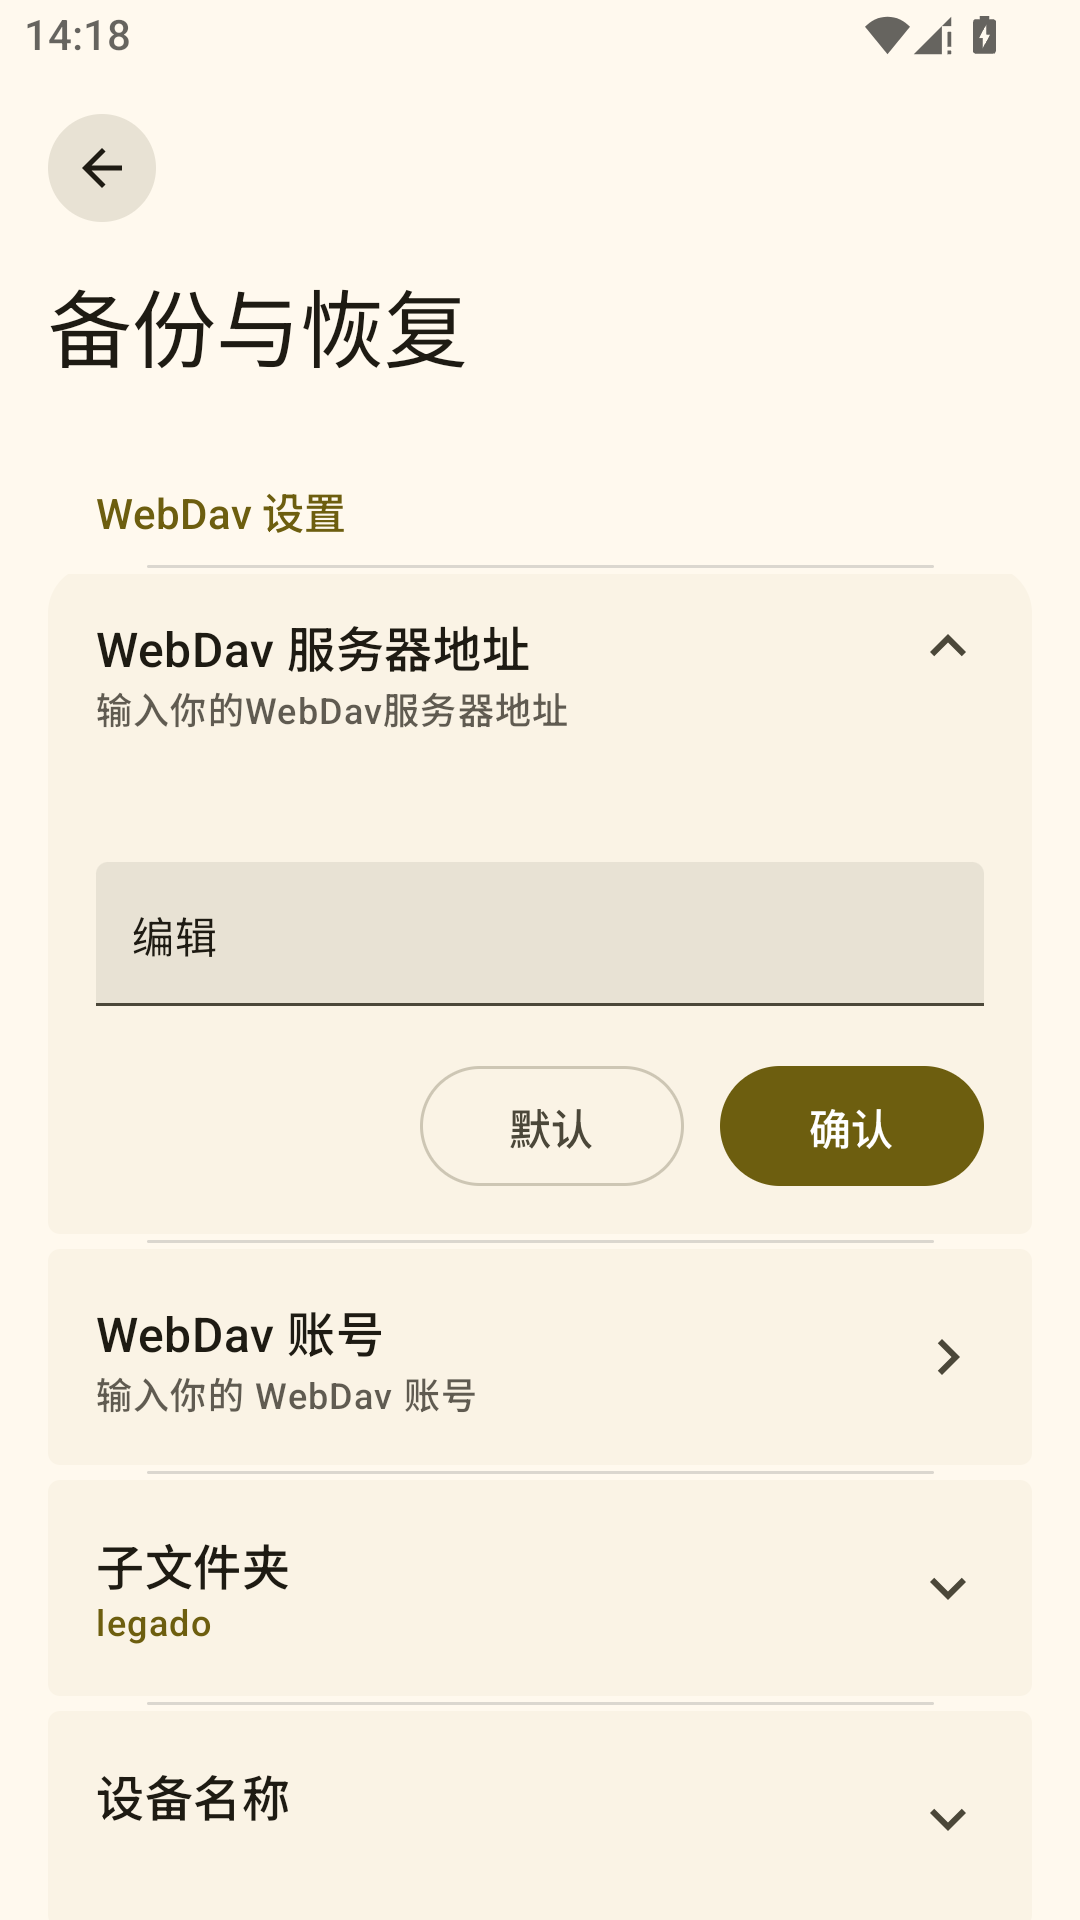 14:18
备份与恢复
WebDav 设置
WebDav 服务器地址
输入你的WebDav服务器地址
编辑
默认
确认
WebDav 账号
输入你的 WebDav 账号
子文件夹
legado
设备名称